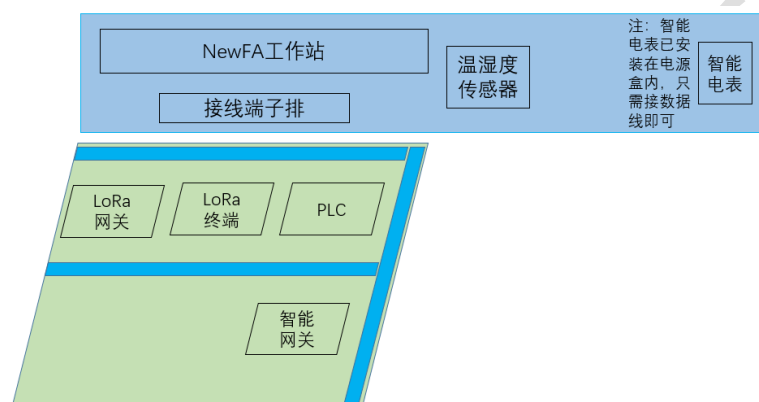 NewFA工作站
接线端子排
温湿度
传感器
注：智能
电表已安
装在电源
盒内，只
需接数据
线即可
智能
电表
LoRa
网关
LoRa
终端
PLC
智能
网关